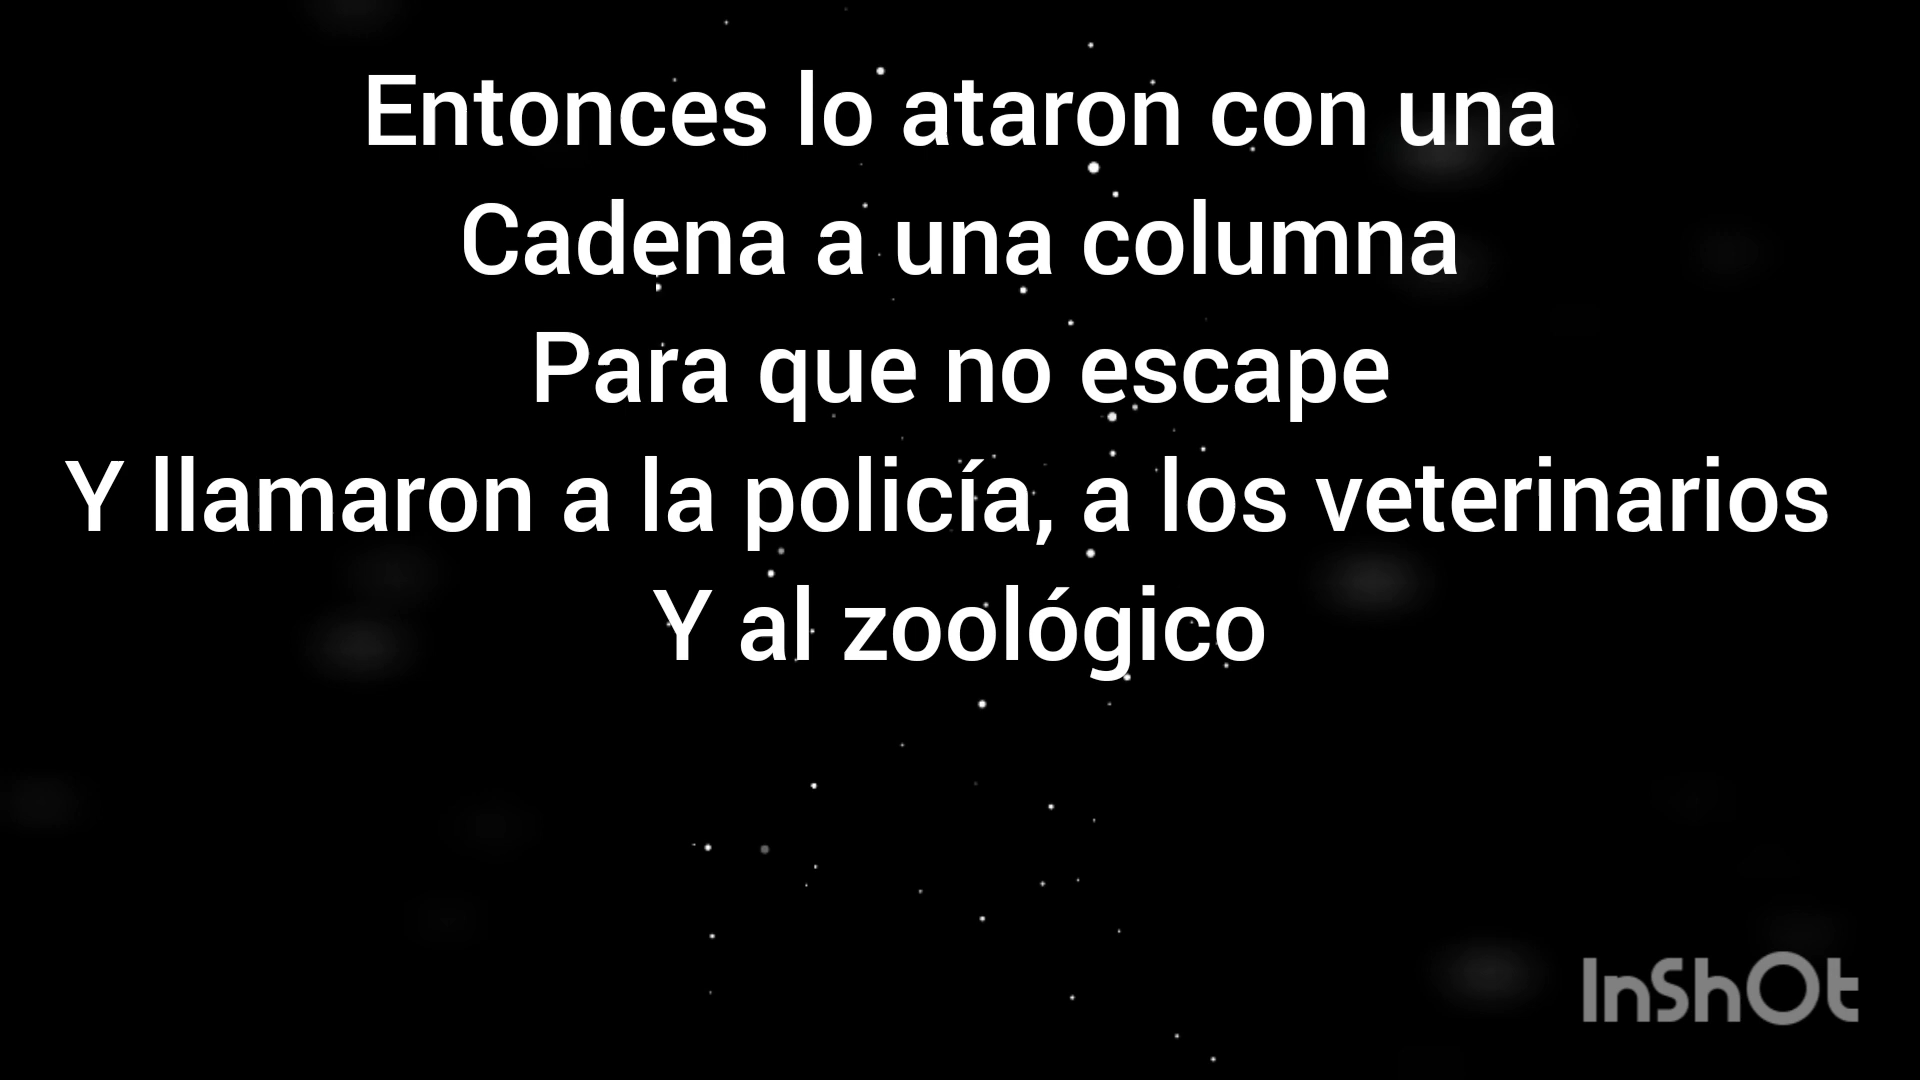 Entonces lo ataron con una
Cadena a una columna
Para que no escape
Y llamaron a la policía, a los veterinarios
Y al zoológico
InShOt